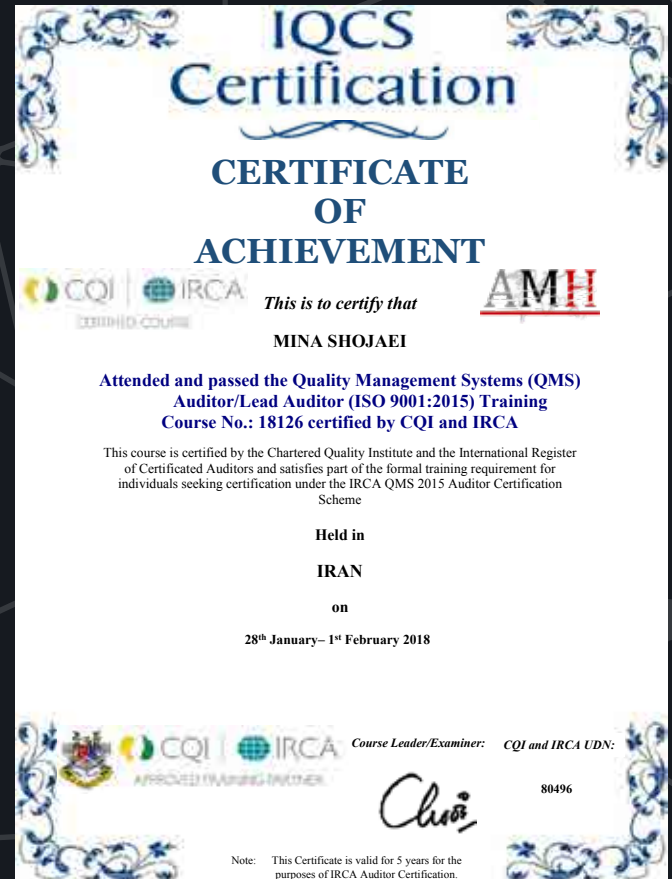 IQCS
Certification
CERTIFICATE
OF
ACHIEVEMENT
CQI IRCA
CERTIFIED COURSE
AMH
This is to certify that
MINA SHOJAEI
Attended and passed the Quality Management Systems (QMS)
Auditor/Lead Auditor (ISO 9001:2015) Training
Course No.: 18126 certified by CQI and IRCA
This course is certified by the Chartered Quality Institute and the International Register
of Certificated Auditors and satisfies part of the formal training requirement for
individuals seeking certification under the IRCA QMS 2015 Auditor Certification
Scheme
Held in
IRAN
on
28th January– 1st February 2018
CQI IRCA
APPROVED TRAINING PARTNER
Course Leader/Examiner:
CQI and IRCA UDN:
80496
Note: This Certificate is valid for 5 years for the
purposes of IRCA Auditor Certification.